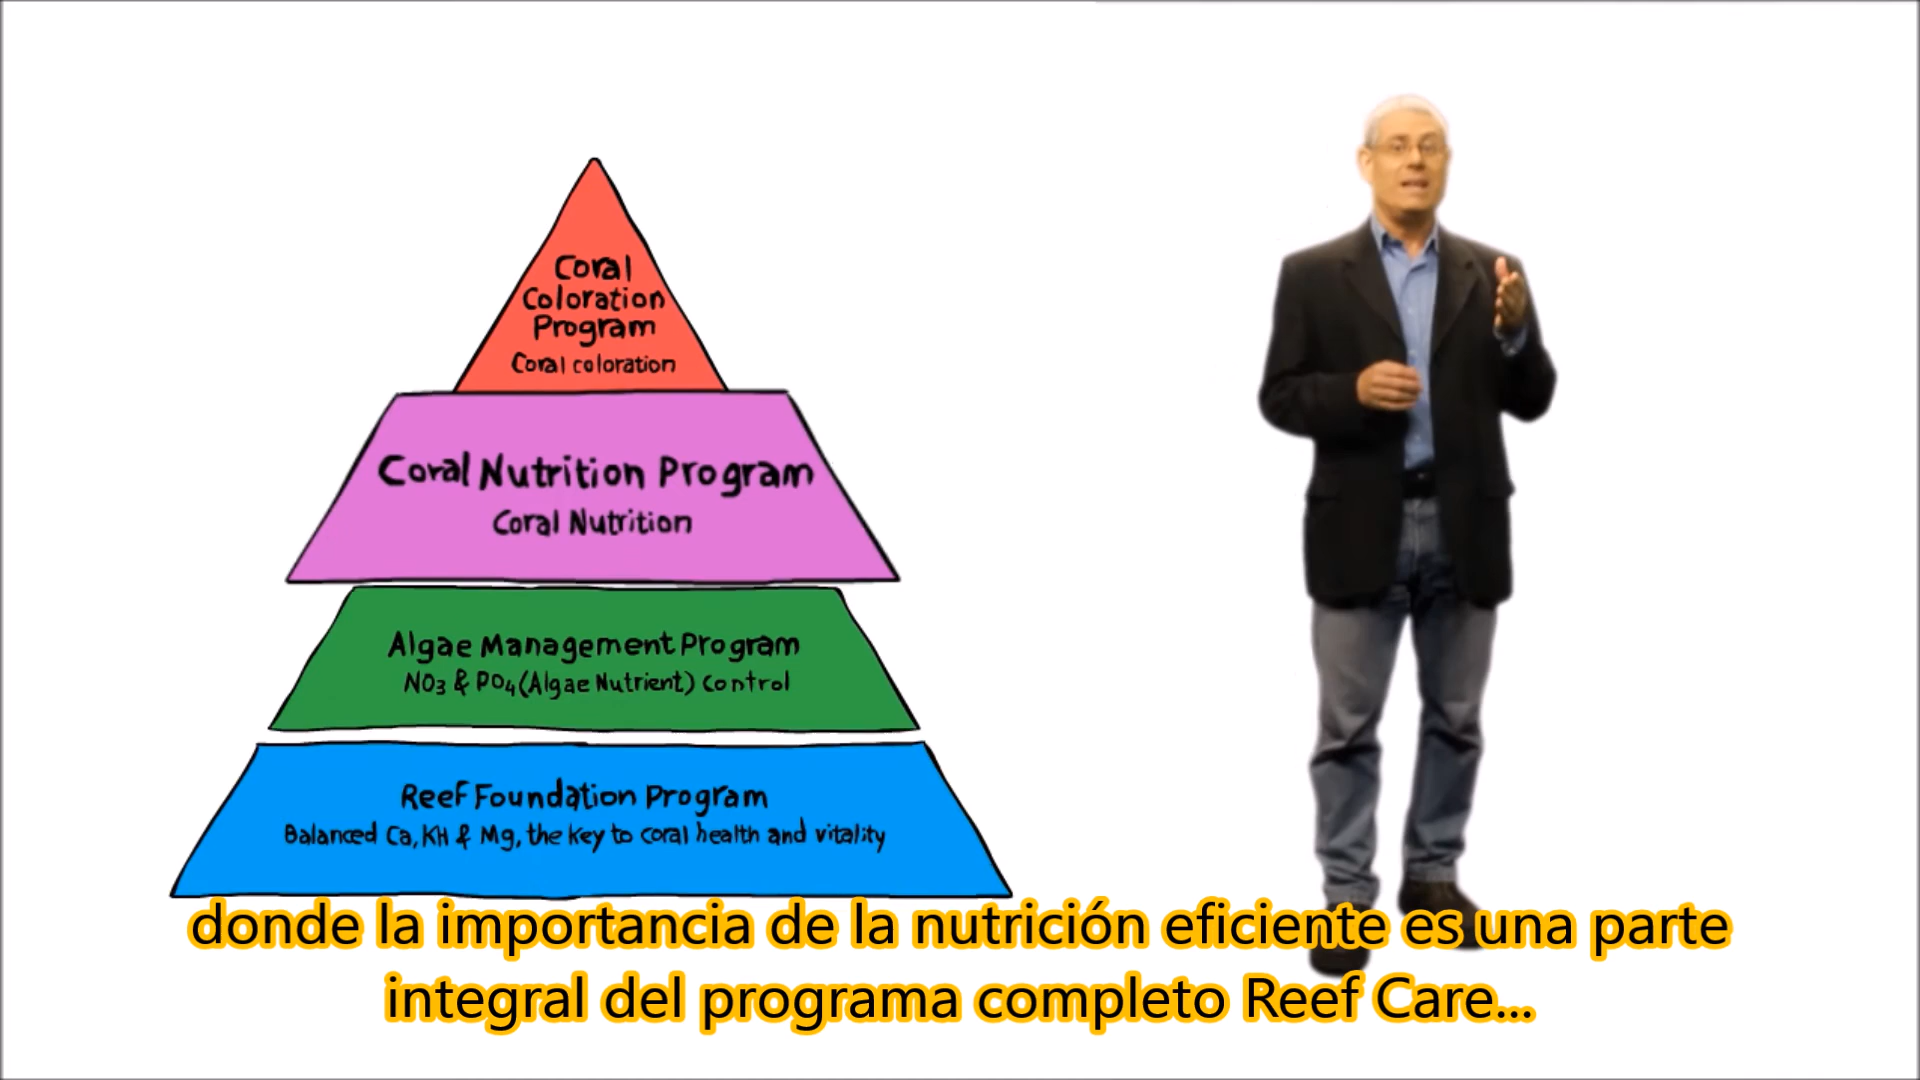 Coral
Coloration
Program
Coral coloration
Coral Nutrition Program
Coral Nutrition
Algae Management Program
NO3 & PO4 (Algae Nutrient) Control
Reef Foundation Program
Balanced Ca, KH & Mg, the key to coral health and vitality
donde la importancia de la nutrición eficiente es una parte
integral del programa completo Reef Care...